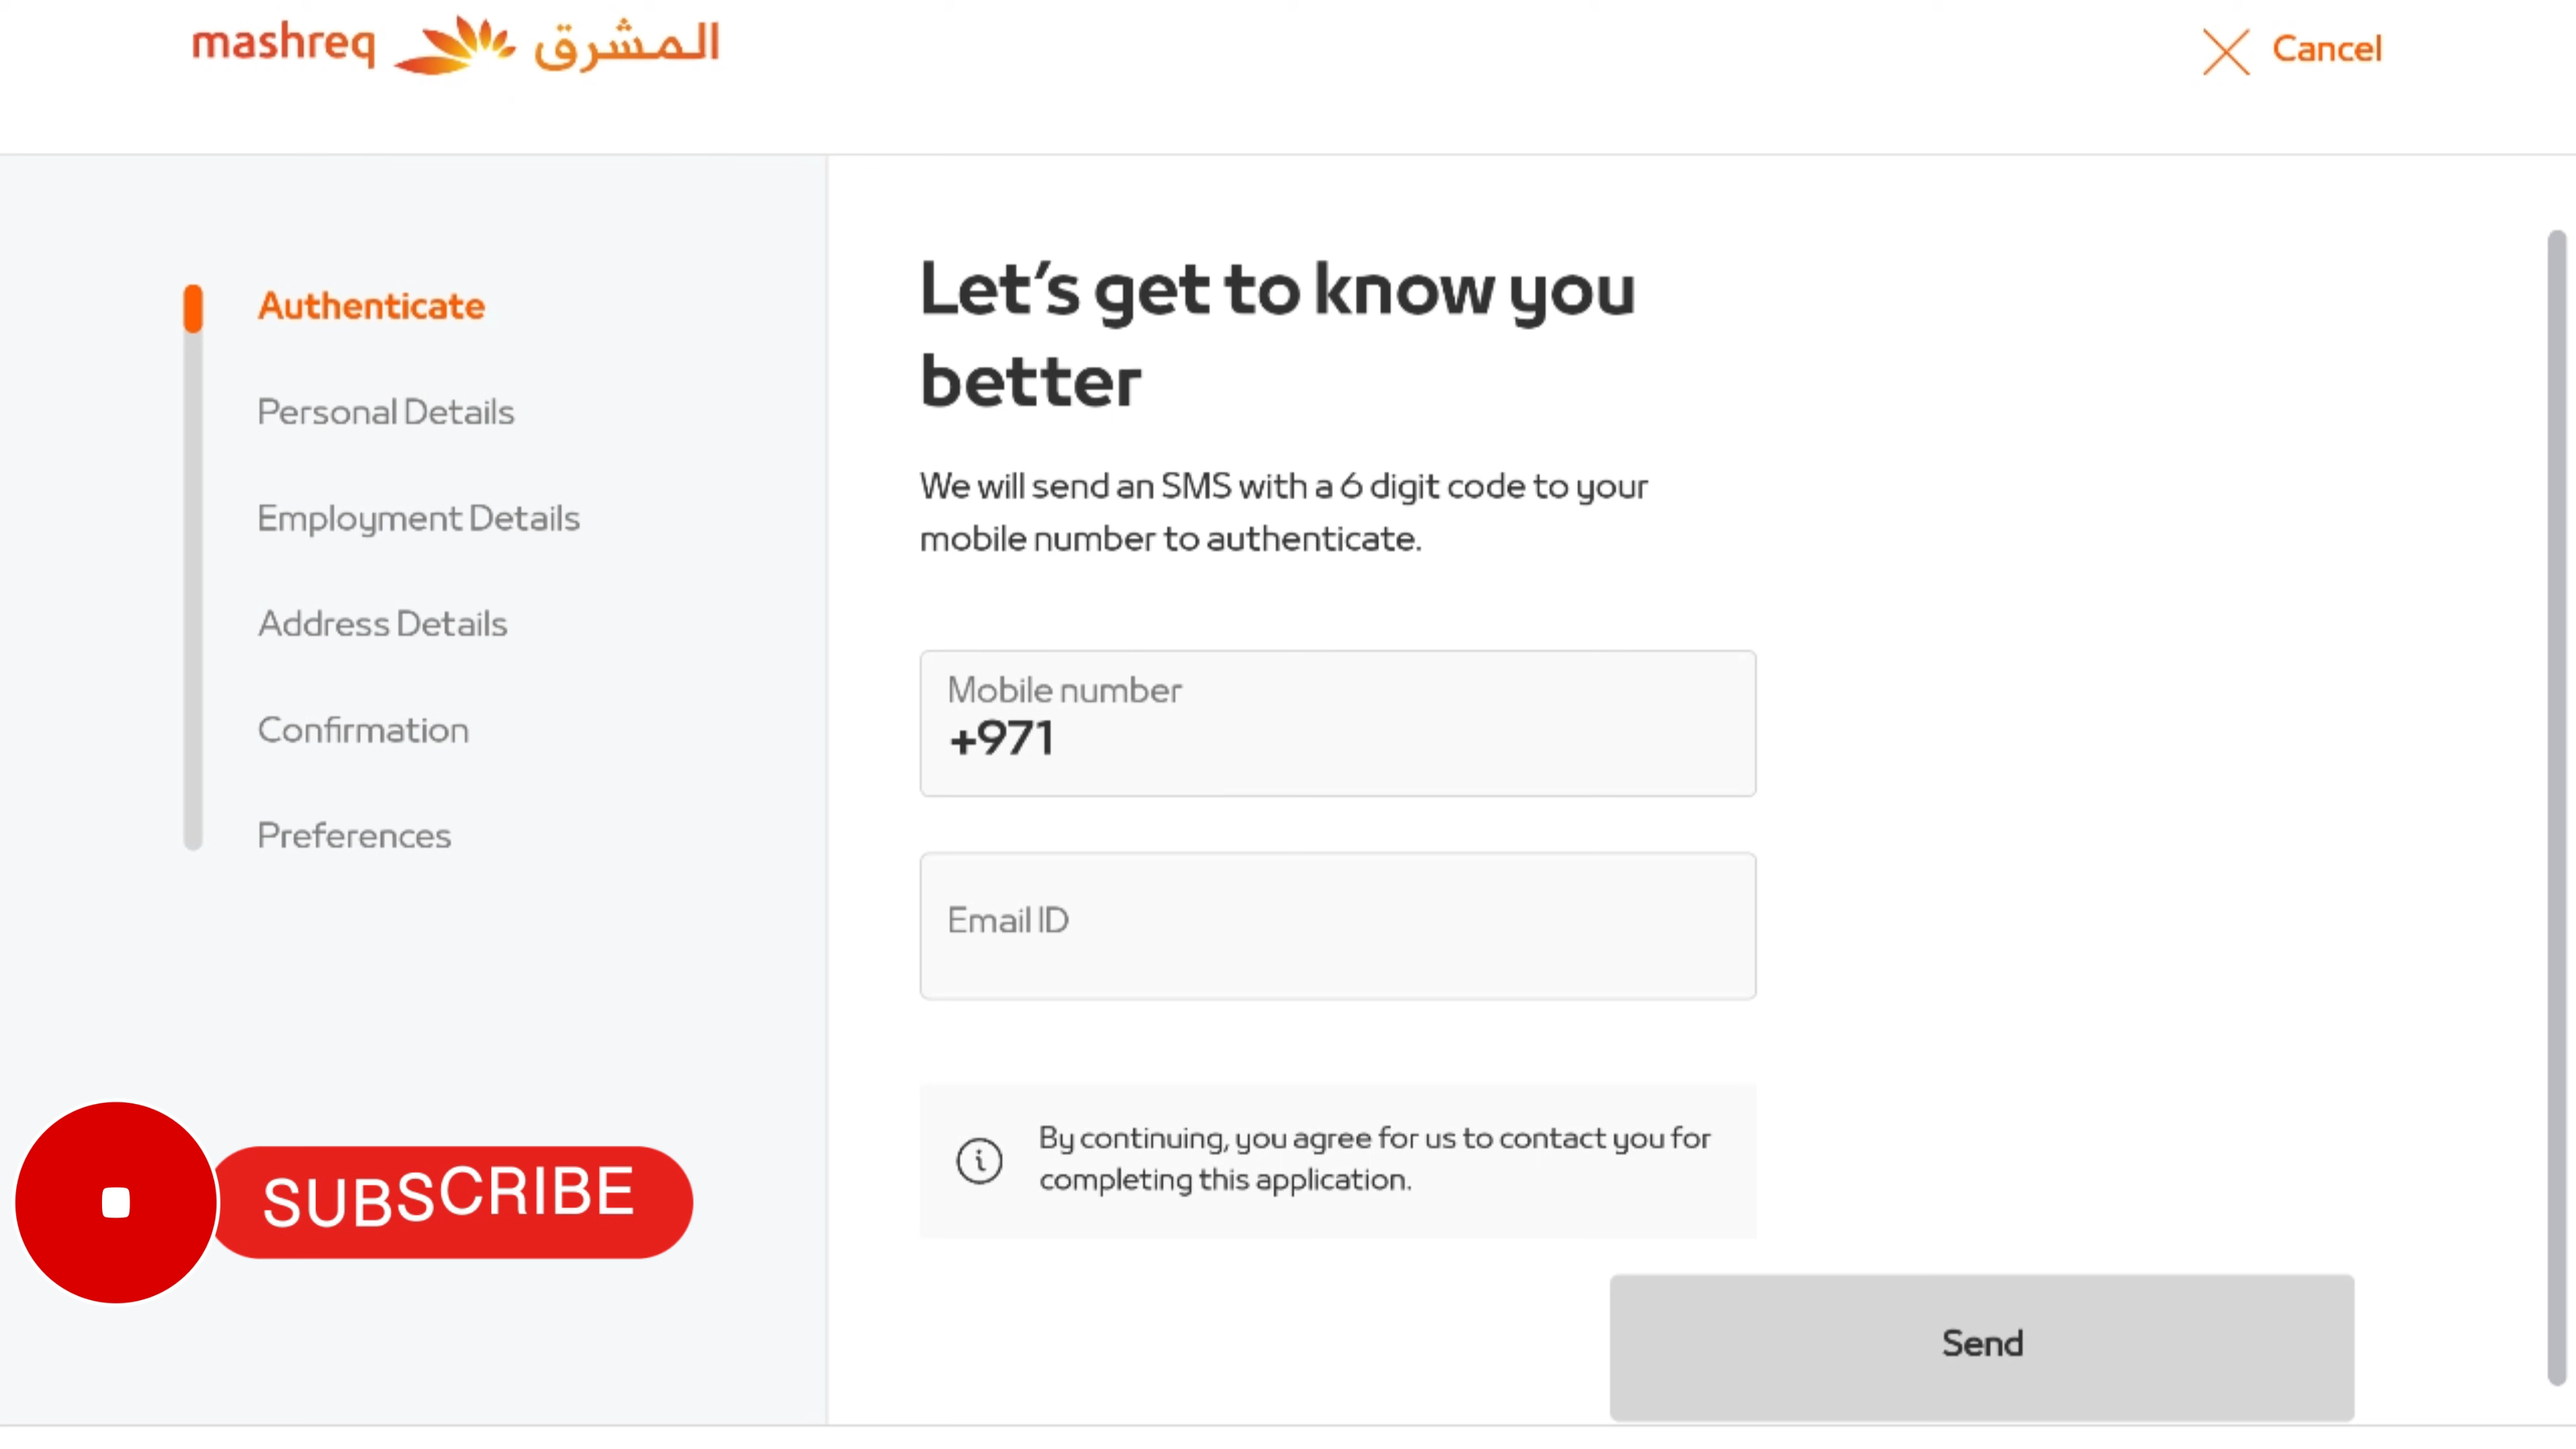 mashreq المشرق
Cancel
Authenticate
Personal Details
Employment Details
Address Details
Confirmation
Preferences
Let's get to know you
better
We will send an SMS with a 6 digit code to your
mobile number to authenticate.
Mobile number
+971
Email ID
By continuing, you agree for us to contact you for
completing this application.
Send
SUBSCRIBE